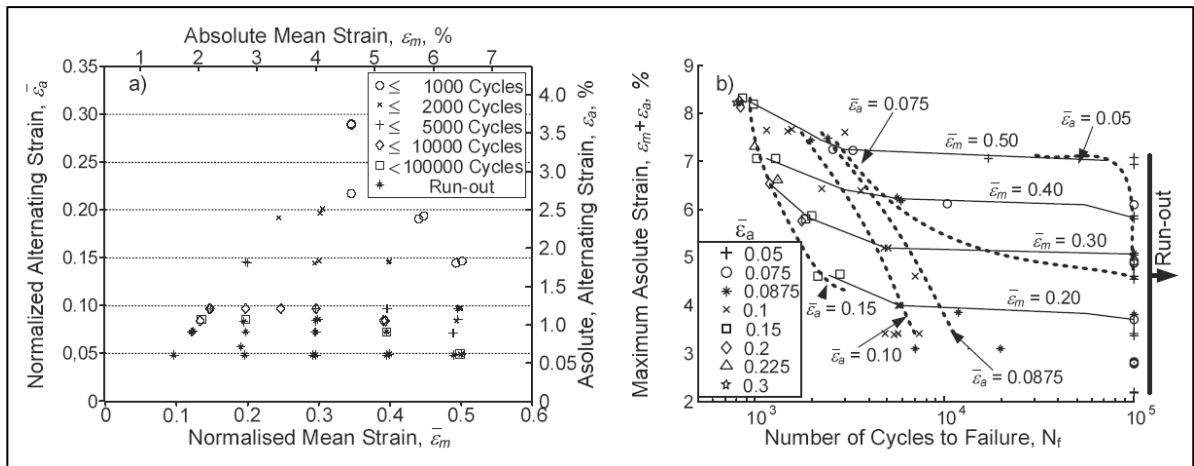 Absolute Mean Strain, εm, %
1 2 3 4 5 6 7
a)
0.35
0.30
0.25
0.20
0.15
0.10
0,05
0
Normalized Alternating Strain, ε̄a
○ ≤ 1000 Cycles
× ≤ 2000 Cycles
+ ≤ 5000 Cycles
◇ ≤ 10000 Cycles
□ < 100000 Cycles
* Run-out
4.0
3.5
3.0
2.5
2.0
1.5
1.0
0.5
0.0
Asolute, Alternating Strain, εa, %
0 0.1 0.2 0.3 0.4 0.5 0.6
Normalised Mean Strain, ε̄m
b)
9
8
7
6
5
4
3
2
Maximum Asolute Strain, εm+εa, %
ε̄a = 0.075
ε̄a = 0.05
ε̄m = 0.50
ε̄m = 0.40
ε̄m = 0.30
ε̄m = 0.20
ε̄a = 0.15
ε̄a = 0.10
ε̄a = 0.0875
ε̄a
+ 0.05
○ 0.075
* 0.0875
× 0.1
□ 0.15
◇ 0.2
△ 0.225
☆ 0.3
Run-out
10³ 10⁴ 10⁵
Number of Cycles to Failure, Nf